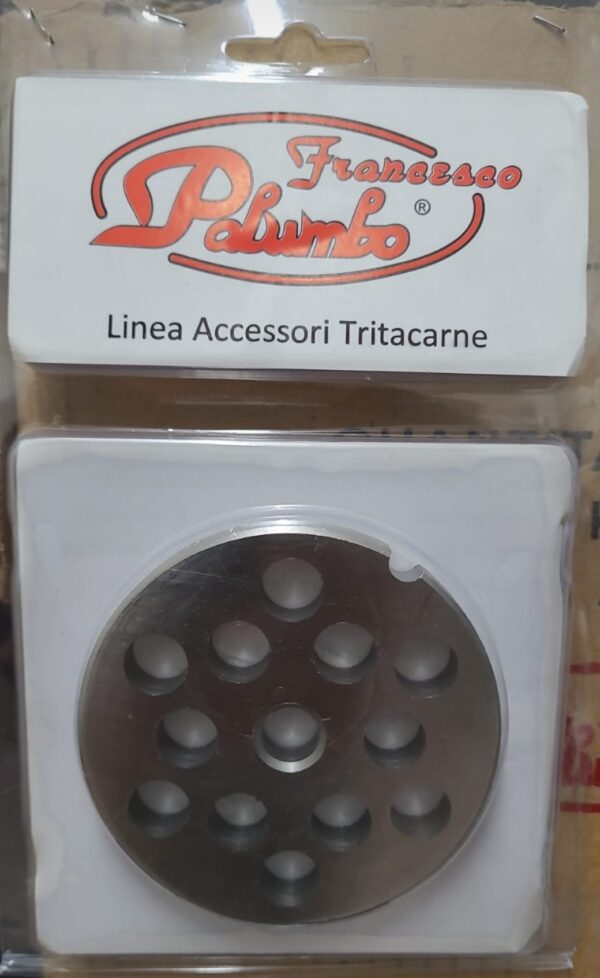 Francesco
Palumbo ®
Linea Accessori Tritacarne